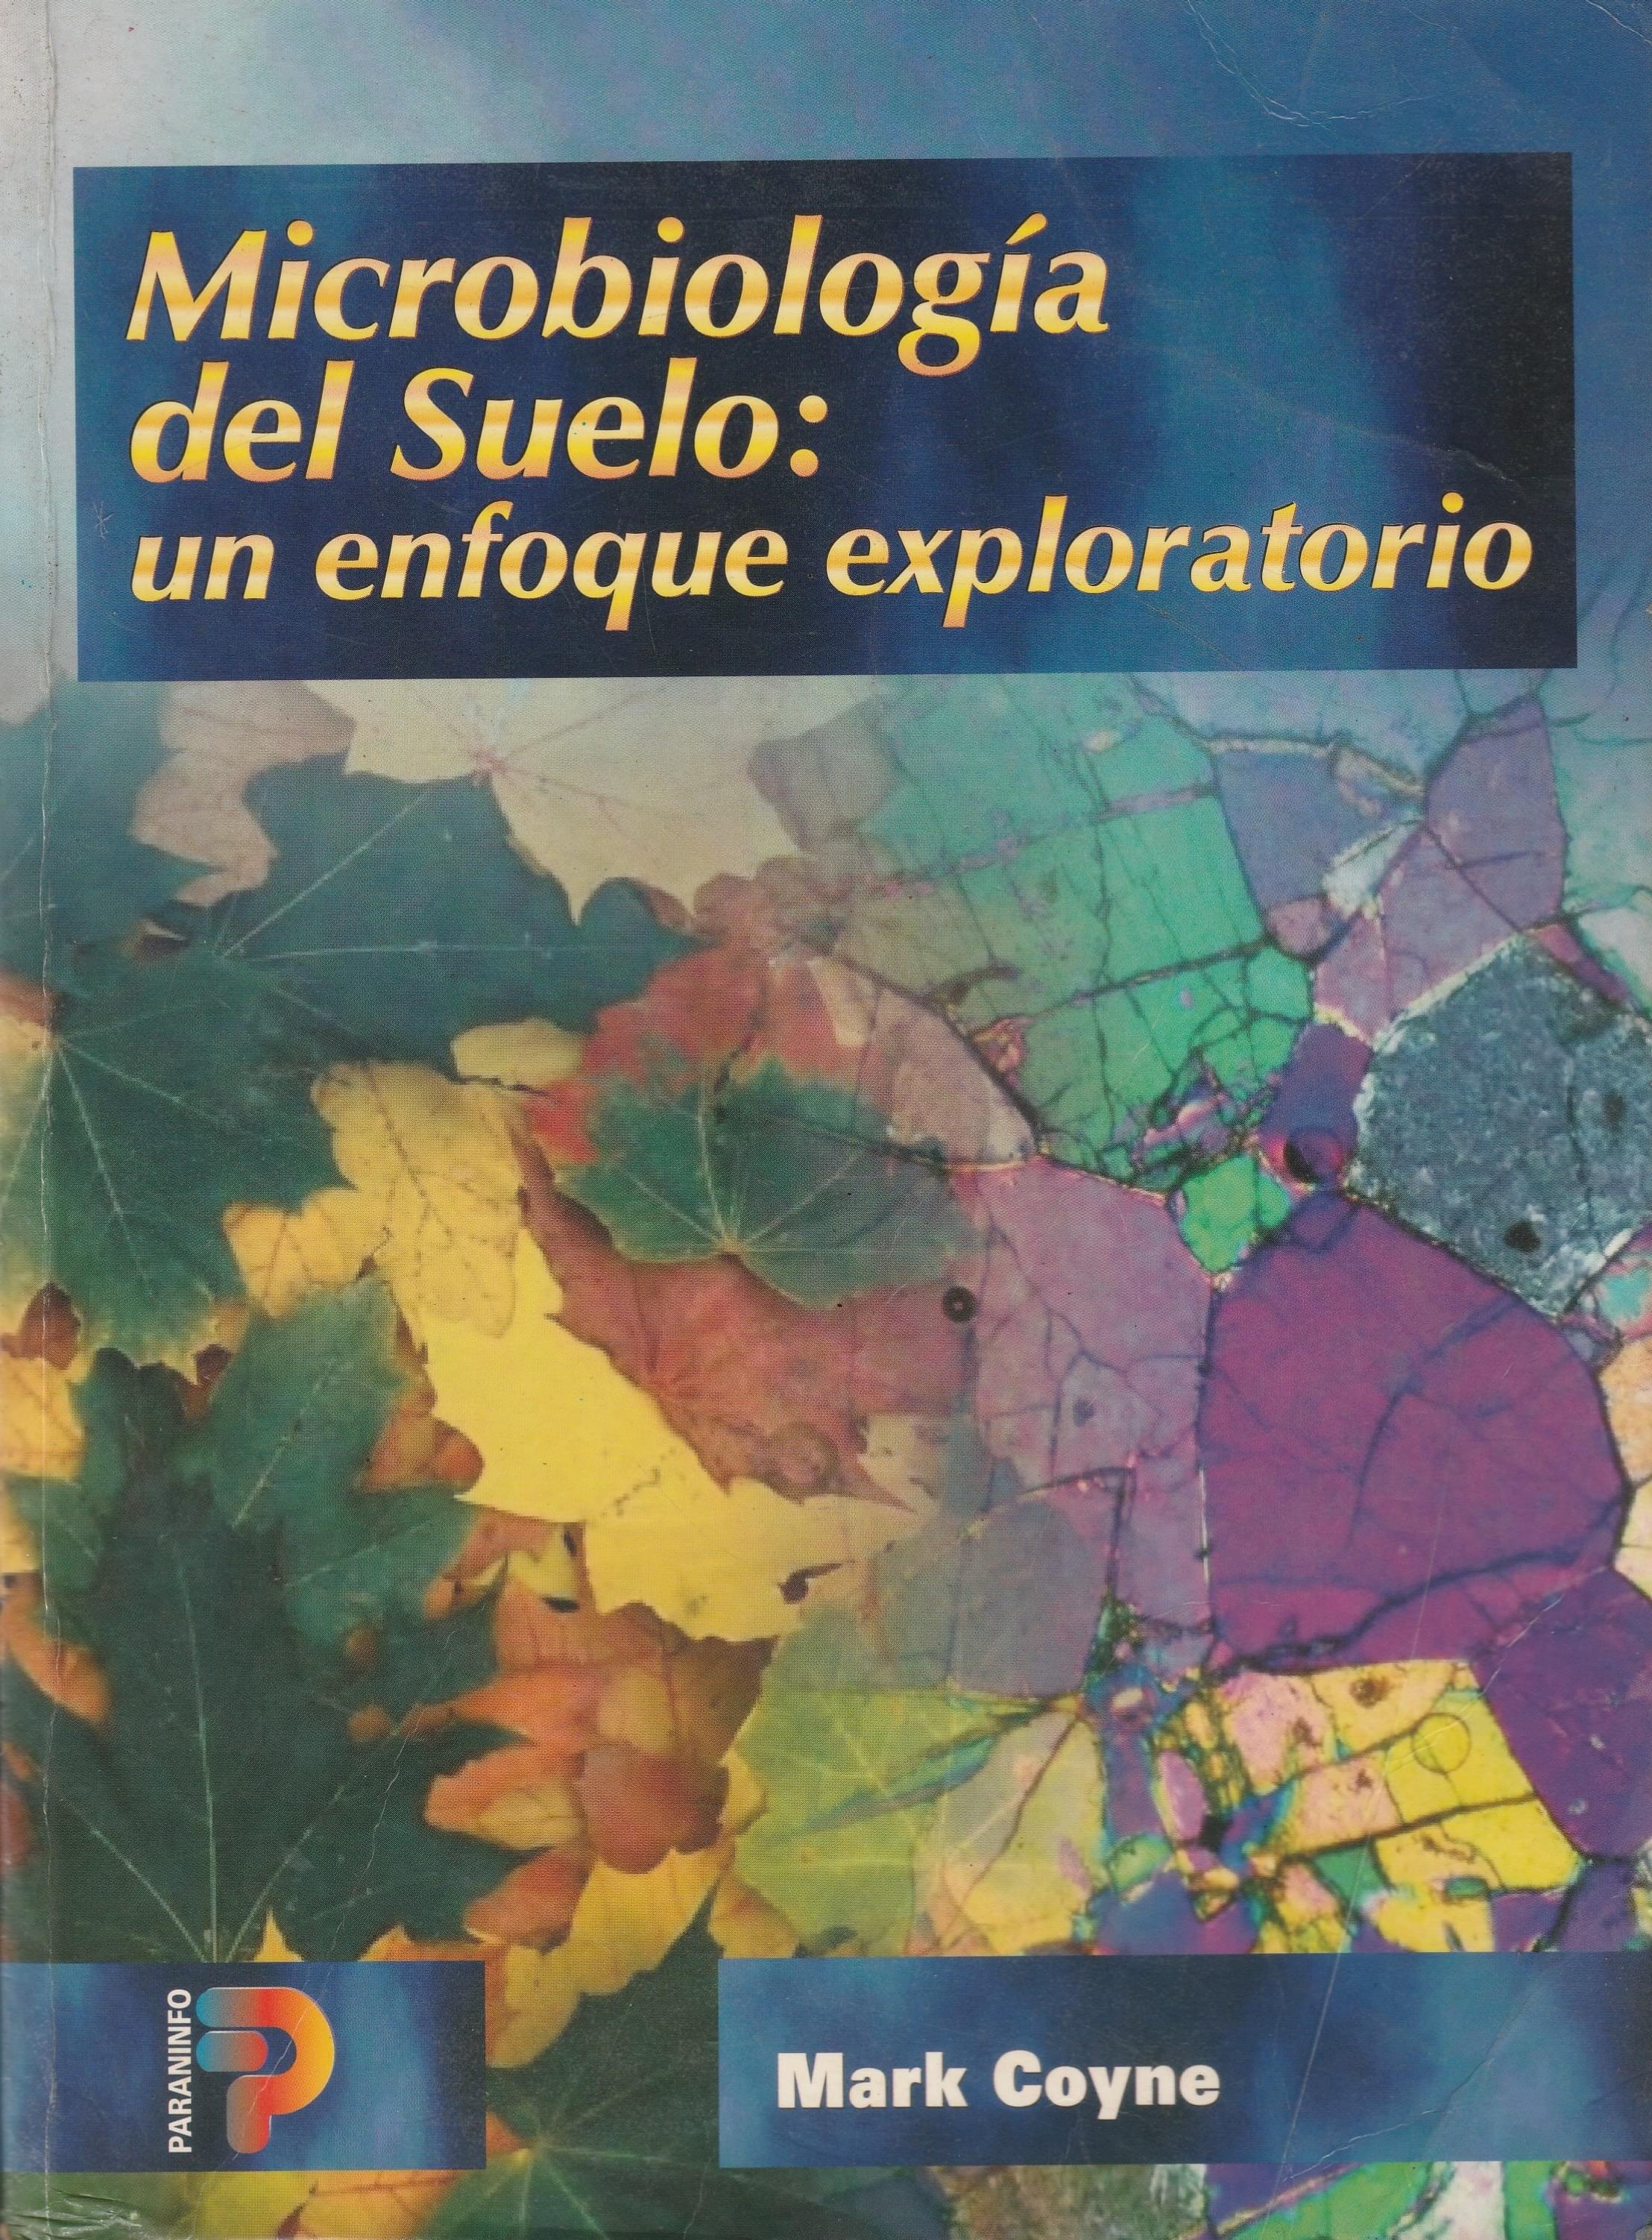 Microbiología
del Suelo:
un enfoque exploratorio
PARANINFO
Mark Coyne